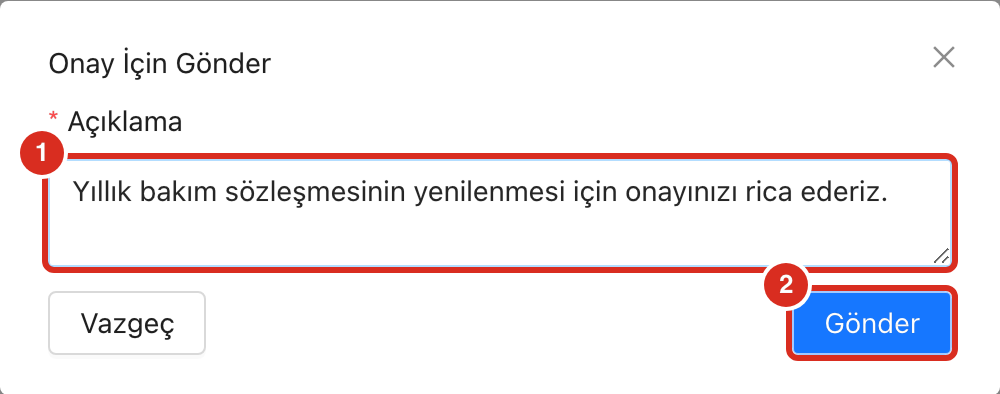 Onay İçin Gönder
* Açıklama
1
Yıllık bakım sözleşmesinin yenilenmesi için onayınızı rica ederiz.
2
Vazgeç
Gönder